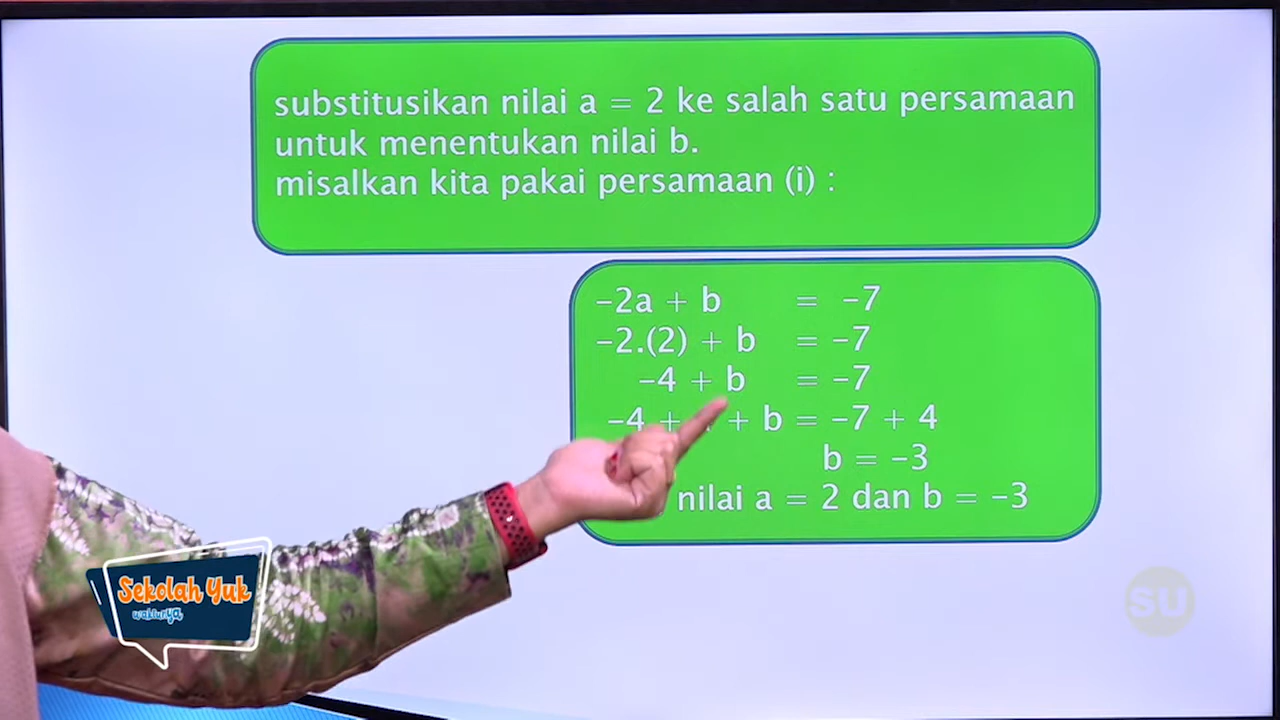 substitusikan nilai a = 2 ke salah satu persamaan
untuk menentukan nilai b.
misalkan kita pakai persamaan (i) :
-2a + b = -7
-2.(2) + b = -7
-4 + b = -7
-4 + + b = -7 + 4
b = -3
nilai a = 2 dan b = -3
Sekolah Yuk
waktunya
SU